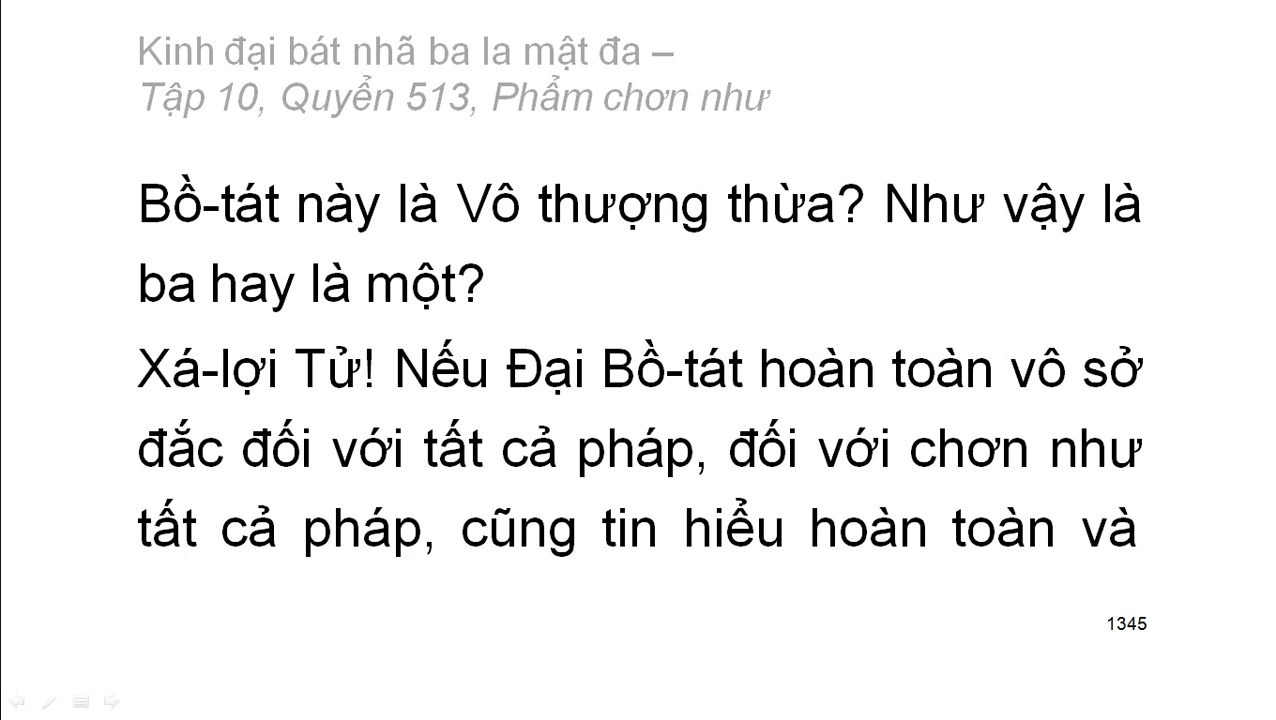 Kinh đại bát nhã ba la mật đa –
Tập 10, Quyển 513, Phẩm chơn như
Bồ-tát này là Vô thượng thừa? Như vậy là
ba hay là một?
Xá-lợi Tử! Nếu Đại Bồ-tát hoàn toàn vô sở
đắc đối với tất cả pháp, đối với chơn như
tất cả pháp, cũng tin hiểu hoàn toàn và
1345